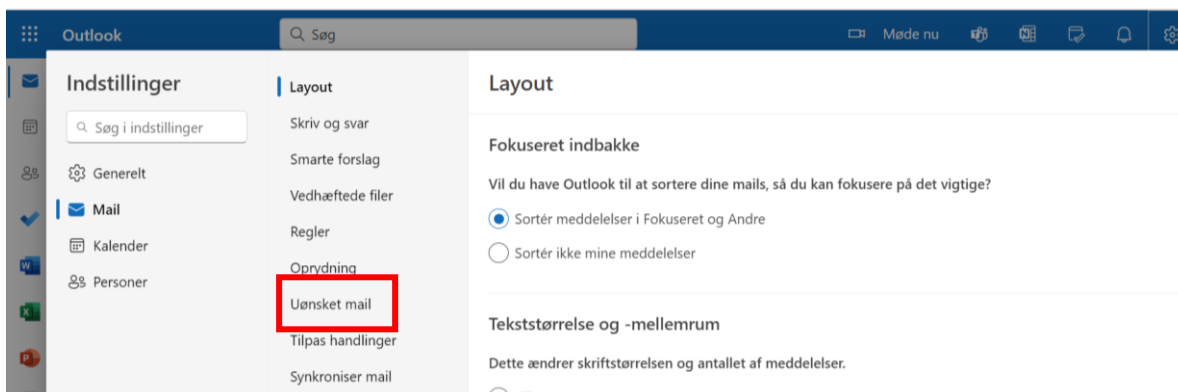 Outlook
Søg
Møde nu
Indstillinger
Søg i indstillinger
Generelt
Mail
Kalender
Personer
Layout
Skriv og svar
Smarte forslag
Vedhæftede filer
Regler
Oprydning
Uønsket mail
Tilpas handlinger
Synkroniser mail
Layout
Fokuseret indbakke
Vil du have Outlook til at sortere dine mails, så du kan fokusere på det vigtige?
Sortér meddelelser i Fokuseret og Andre
Sortér ikke mine meddelelser
Tekststørrelse og -mellemrum
Dette ændrer skriftstørrelsen og antallet af meddelelser.